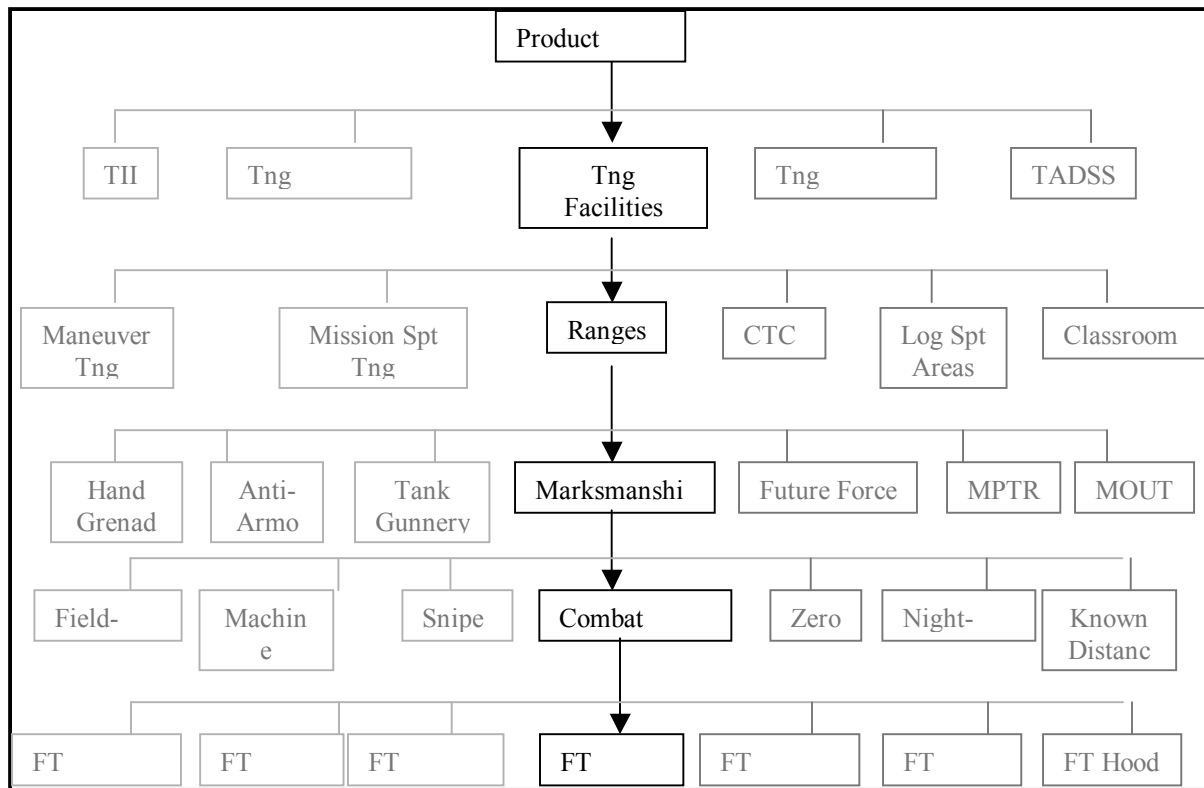 Product
TII
Tng
Tng
Facilities
Tng
TADSS
Maneuver
Tng
Mission Spt
Tng
Ranges
CTC
Log Spt
Areas
Classroom
Hand
Grenad
Anti-
Armo
Tank
Gunnery
Marksmanshi
Future Force
MPTR
MOUT
Field-
Machin
e
Snipe
Combat
Zero
Night-
Known
Distanc
FT
FT
FT
FT
FT
FT
FT Hood